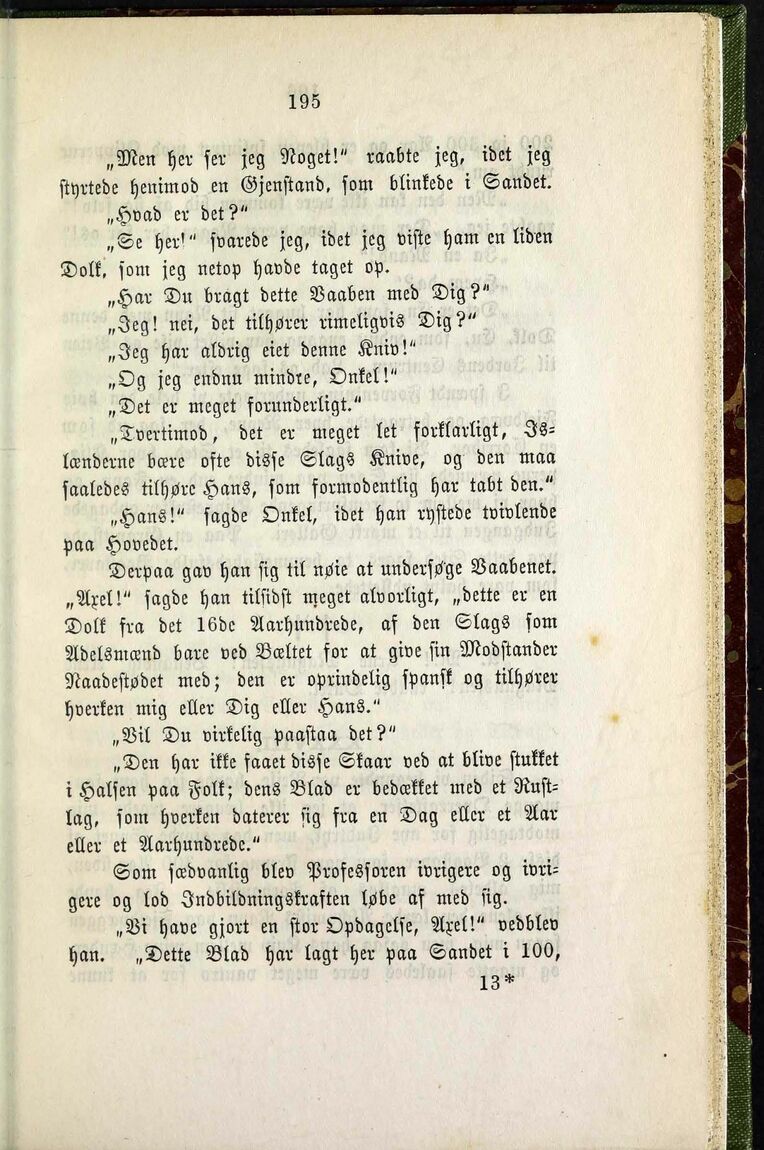 195
„Men her ser jeg Noget!" raabte jeg, idet jeg
styrtede henimod en Gjenstand, som blinkede i Sandet.
„Hvad er det?"
„Se her!" svarede jeg, idet jeg viste ham en liden
Dolk, som jeg netop havde taget op.
„Har Du bragt dette Vaaben med Dig?"
„Jeg! nei, det tilhører rimeligvis Dig?"
„Jeg har aldrig eiet denne Kniv!"
„Og jeg endnu mindre, Onkel!"
„Det er meget forunderligt."
„Tvertimod, det er meget let forklarligt, Is-
lænderne bære ofte disse Slags Knive, og den maa
saaledes tilhøre Hans, som formodentlig har tabt den."
„Hans!" sagde Onkel, idet han rystede tvivlende
paa Hovedet.
Derpaa gav han sig til nøie at undersøge Vaabenet.
„Axel!" sagde han tilsidst meget alvorligt, „dette er en
Dolk fra det 16de Aarhundrede, af den Slags som
Adelsmænd bare ved Bæltet for at give sin Modstander
Naadestødet med; den er oprindelig spansk og tilhører
hverken mig eller Dig eller Hans."
„Vil Du virkelig paastaa det?"
„Den har ikke faaet disse Skaar ved at blive stukket
i Halsen paa Folk; dens Blad er bedækket med et Rust-
lag, som hverken daterer sig fra en Dag eller et Aar
eller et Aarhundrede."
Som sædvanlig blev Professoren ivrigere og ivri-
gere og lod Indbildningskraften løbe af med sig.
„Vi have gjort en stor Opdagelse, Axel!" vedblev
han. „Dette Blad har lagt her paa Sandet i 100,
13*